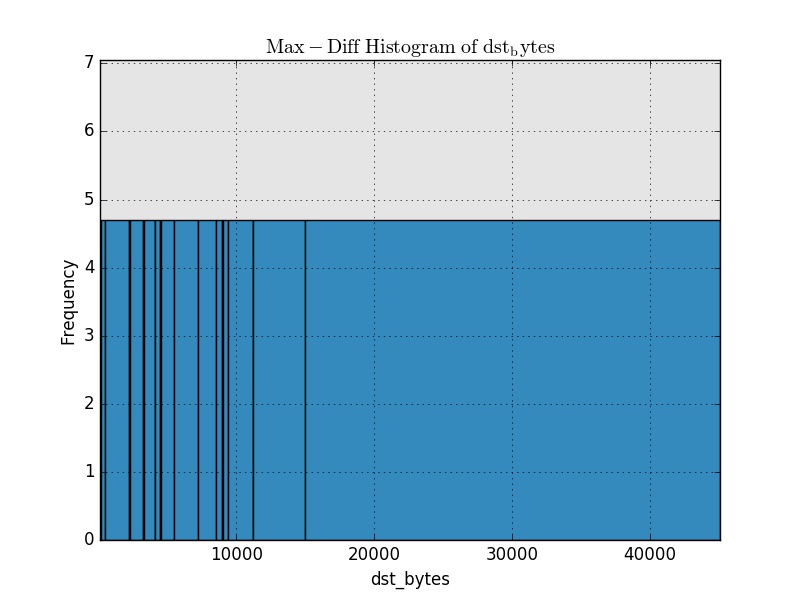 Max − Diff Histogram of dst_bytes
7
6
5
4
3
2
1
0
Frequency
10000 20000 30000 40000
dst_bytes